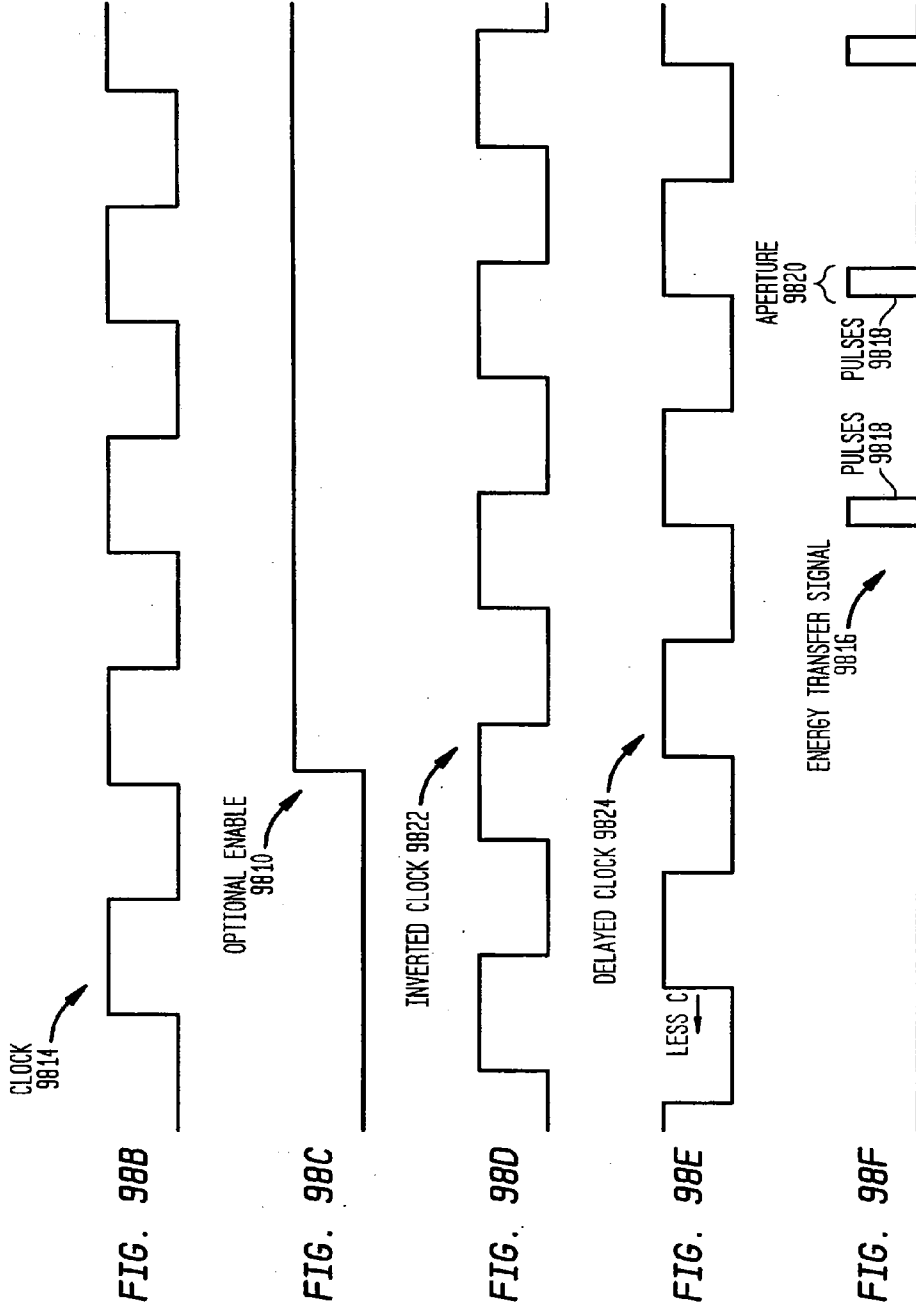 CLOCK
9814
FIG. 98B
OPTIONAL ENABLE
9810
FIG. 98C
INVERTED CLOCK 9822
FIG. 98D
DELAYED CLOCK 9824
LESS C
FIG. 98E
ENERGY TRANSFER SIGNAL
9816
PULSES
9818
PULSES
9818
APERTURE
9820
FIG. 98F